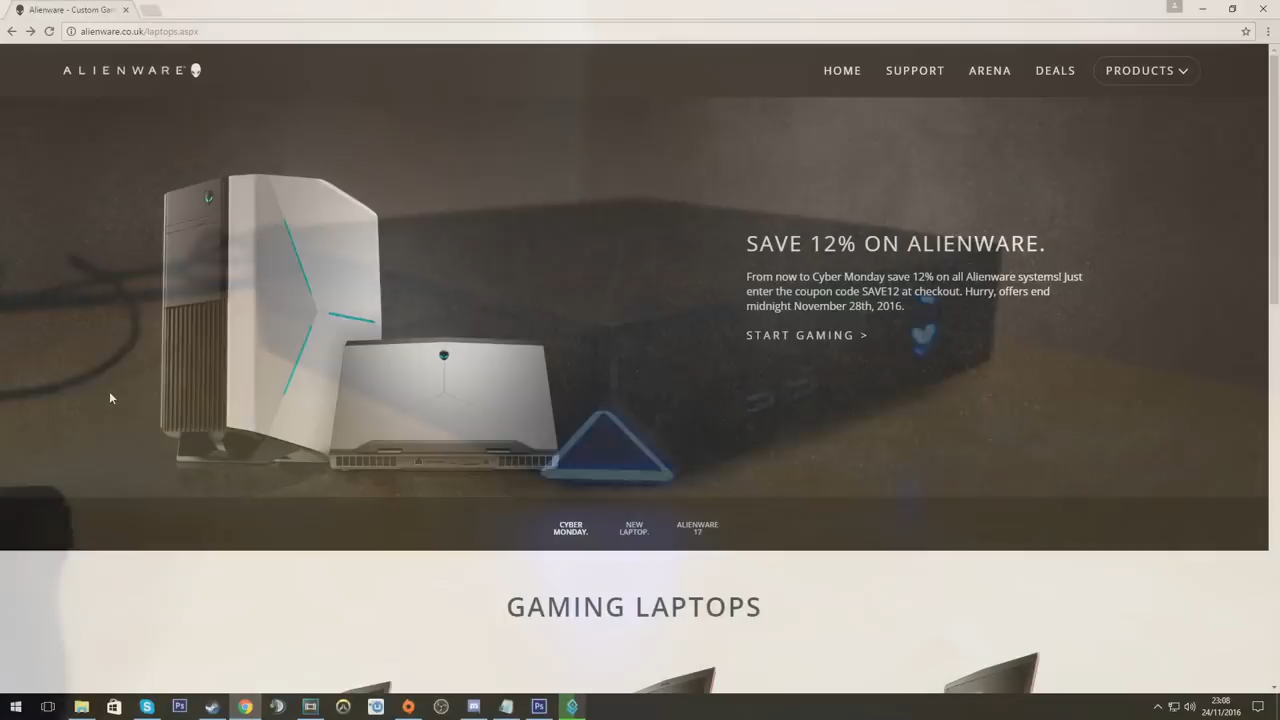 Alienware - Custom Gam
alienware.co.uk/laptops.aspx
ALIENWARE
HOME SUPPORT ARENA DEALS PRODUCTS
SAVE 12% ON ALIENWARE.
From now to Cyber Monday save 12% on all Alienware systems! Just
enter the coupon code SAVE12 at checkout. Hurry, offers end
midnight November 28th, 2016.
START GAMING >
CYBER
MONDAY.
NEW
LAPTOP.
ALIENWARE
17
GAMING LAPTOPS
23:08
24/11/2016